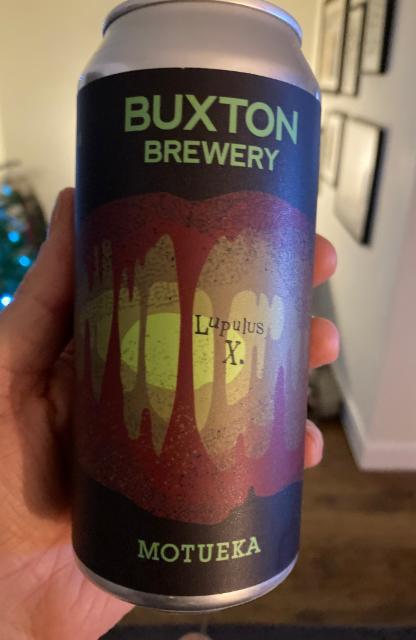 BUXTON
BREWERY
Lupulus
X.
MOTUEKA